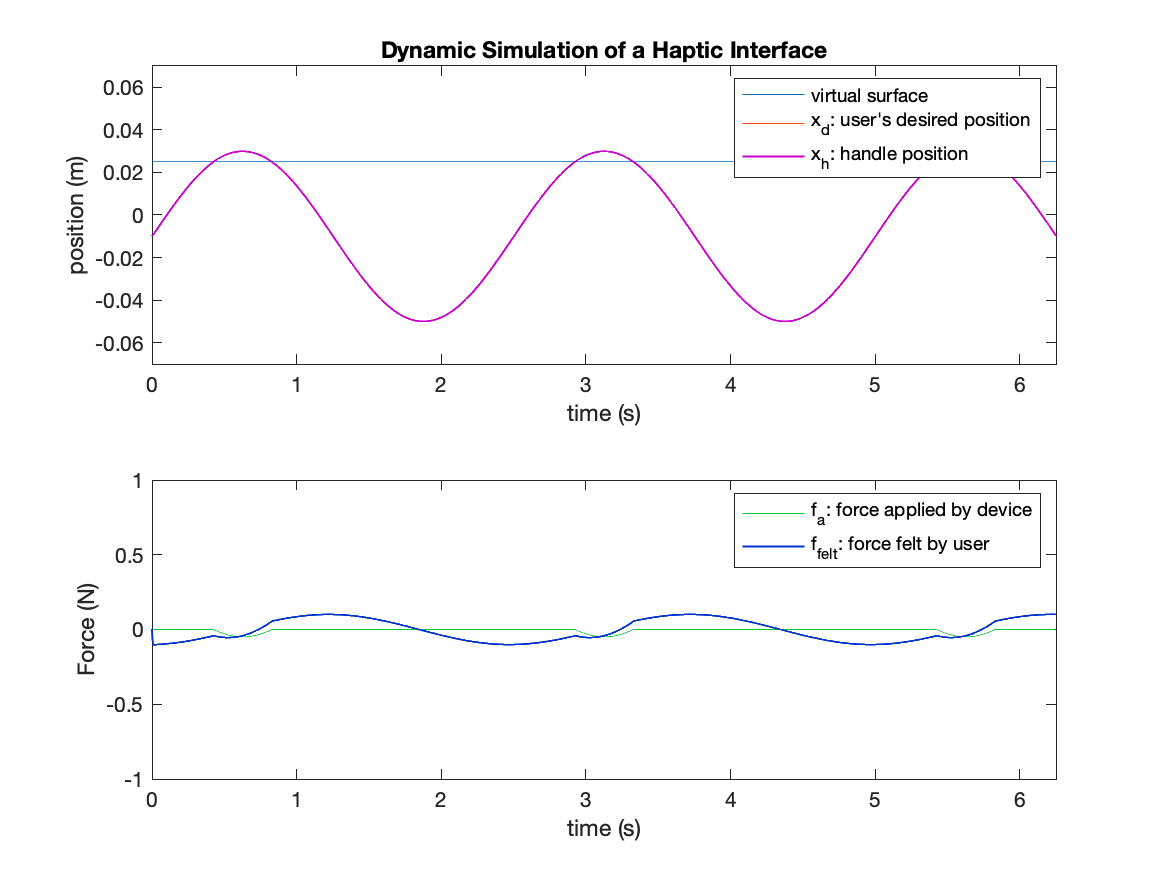 Dynamic Simulation of a Haptic Interface
0.06
0.04
0.02
0
-0.02
-0.04
-0.06
position (m)
virtual surface
x_d: user's desired position
x_h: handle position
0 1 2 3 4 5 6
time (s)
1
0.5
0
-0.5
-1
Force (N)
f_a: force applied by device
f_felt: force felt by user
0 1 2 3 4 5 6
time (s)